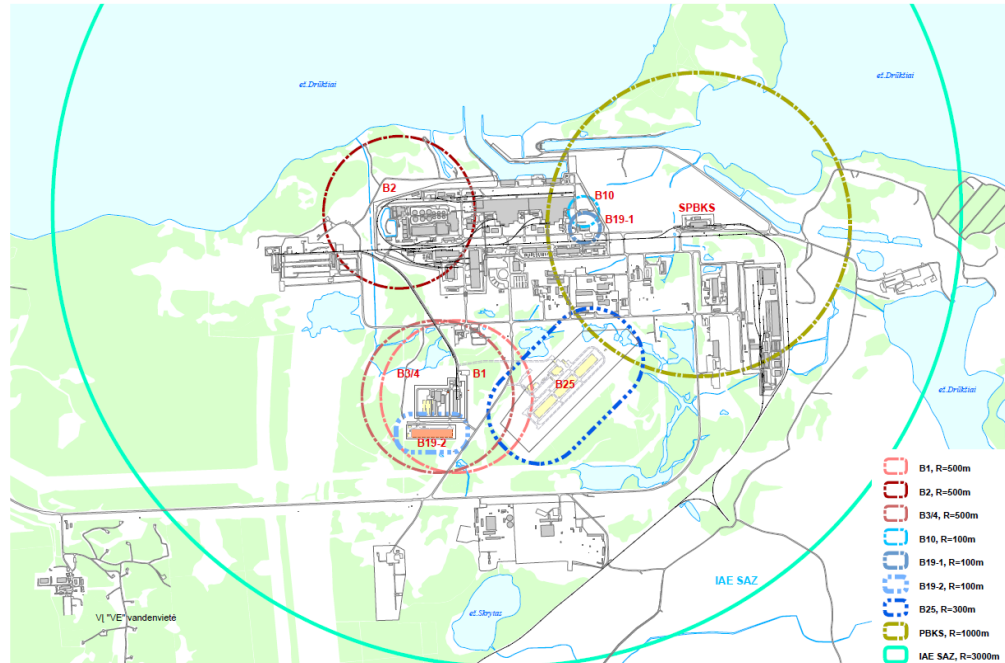 ež.Drūkšiai
ež.Drūkšiai
B2
B10
SPBKS
B19-1
B3/4
B1
B25
ež.Drūkšiai
B19-2
B1, R=500m
B2, R=500m
B3/4, R=500m
B10, R=100m
B19-1, R=100m
B19-2, R=100m
B25, R=300m
PBKS, R=1000m
IAE SAZ, R=3000m
IAE SAZ
ež.Skrytas
VĮ "VE" vandenvietė